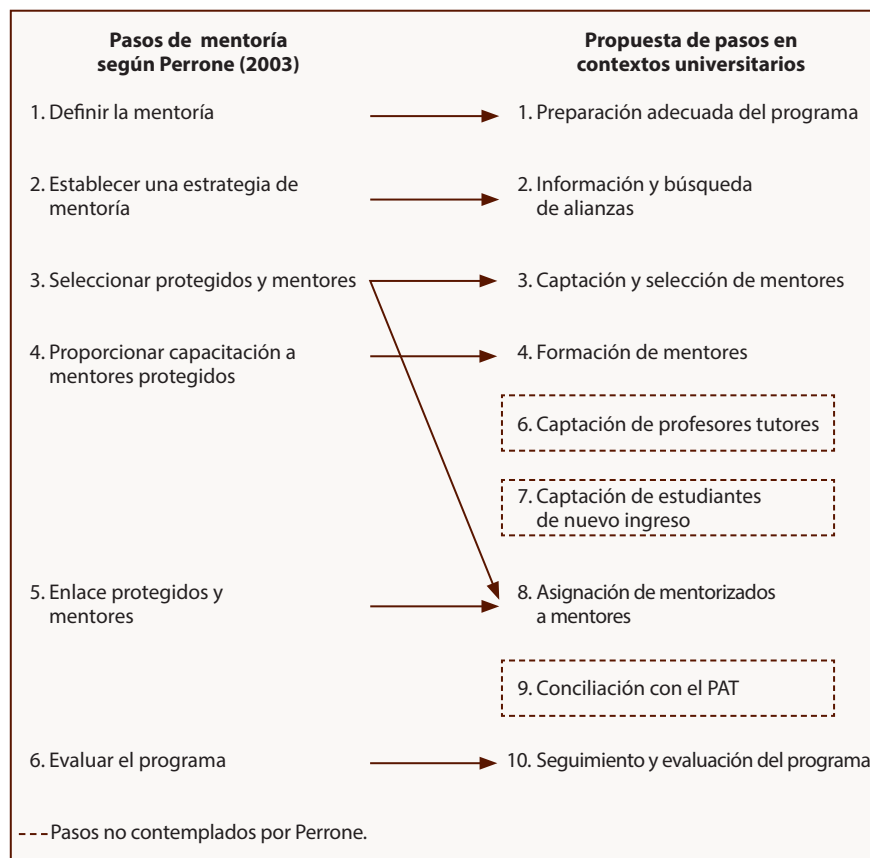 Pasos de mentoría
según Perrone (2003)
Propuesta de pasos en
contextos universitarios
1. Definir la mentoría
1. Preparación adecuada del programa
2. Establecer una estrategia de
mentoría
2. Información y búsqueda
de alianzas
3. Seleccionar protegidos y mentores
3. Captación y selección de mentores
4. Proporcionar capacitación a
mentores protegidos
4. Formación de mentores
6. Captación de profesores tutores
7. Captación de estudiantes
de nuevo ingreso
5. Enlace protegidos y
mentores
8. Asignación de mentorizados
a mentores
9. Conciliación con el PAT
6. Evaluar el programa
10. Seguimiento y evaluación del programa
Pasos no contemplados por Perrone.